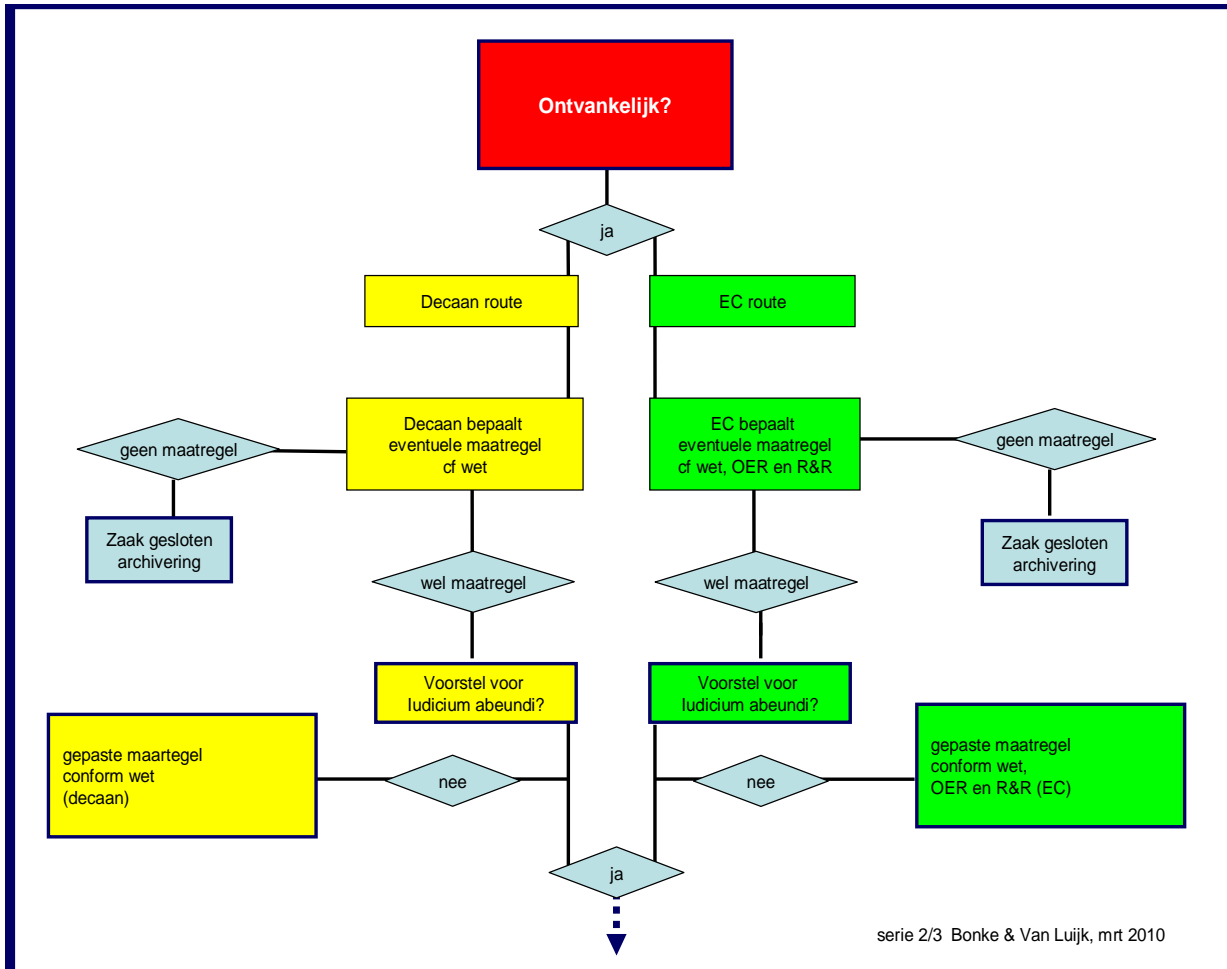 Ontvankelijk?
ja
Decaan route
EC route
geen maatregel
Decaan bepaalt
eventuele maatregel
cf wet
EC bepaalt
eventuele maatregel
cf wet, OER en R&R
geen maatregel
Zaak gesloten
archivering
wel maatregel
wel maatregel
Zaak gesloten
archivering
Voorstel voor
Iudicium abeundi?
Voorstel voor
Iudicium abeundi?
gepaste maartegel
conform wet
(decaan)
nee
nee
gepaste maatregel
conform wet,
OER en R&R (EC)
ja
serie 2/3 Bonke & Van Luijk, mrt 2010